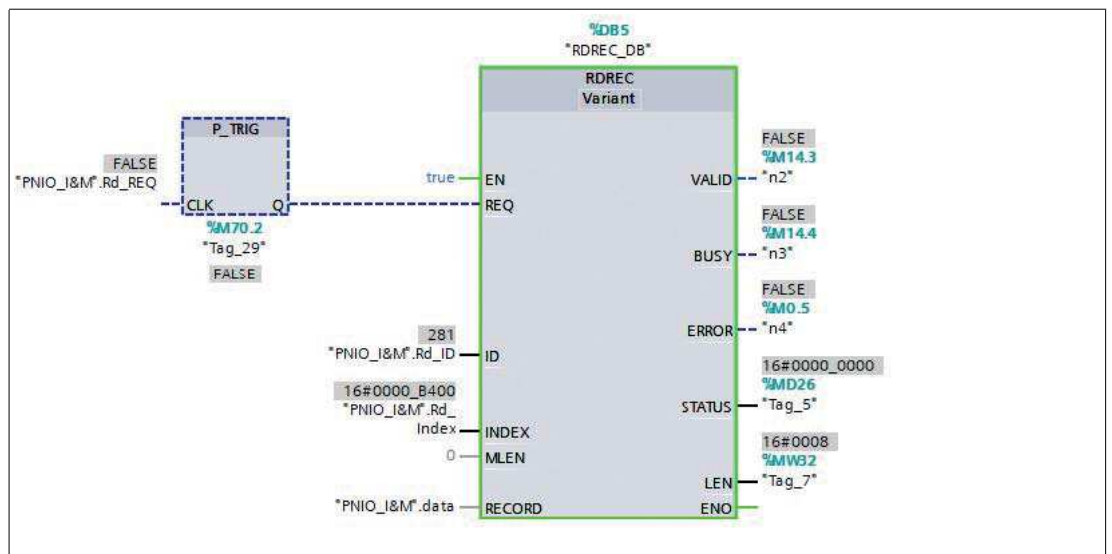 %DB5
"RDREC_DB"
RDREC
Variant
P_TRIG
FALSE
"PNIO_I&M".Rd_REQ
CLK
Q
%M70.2
"Tag_29"
FALSE
true
EN
REQ
281
"PNIO_I&M".Rd_ID
ID
16#0000_B400
"PNIO_I&M".Rd_
Index
INDEX
0
MLEN
"PNIO_I&M".data
RECORD
FALSE
%M14.3
VALID
"n2"
FALSE
%M14.4
BUSY
"n3"
FALSE
%M0.5
ERROR
"n4"
16#0000_0000
%MD26
STATUS
"Tag_5"
16#0008
%MW32
LEN
"Tag_7"
ENO